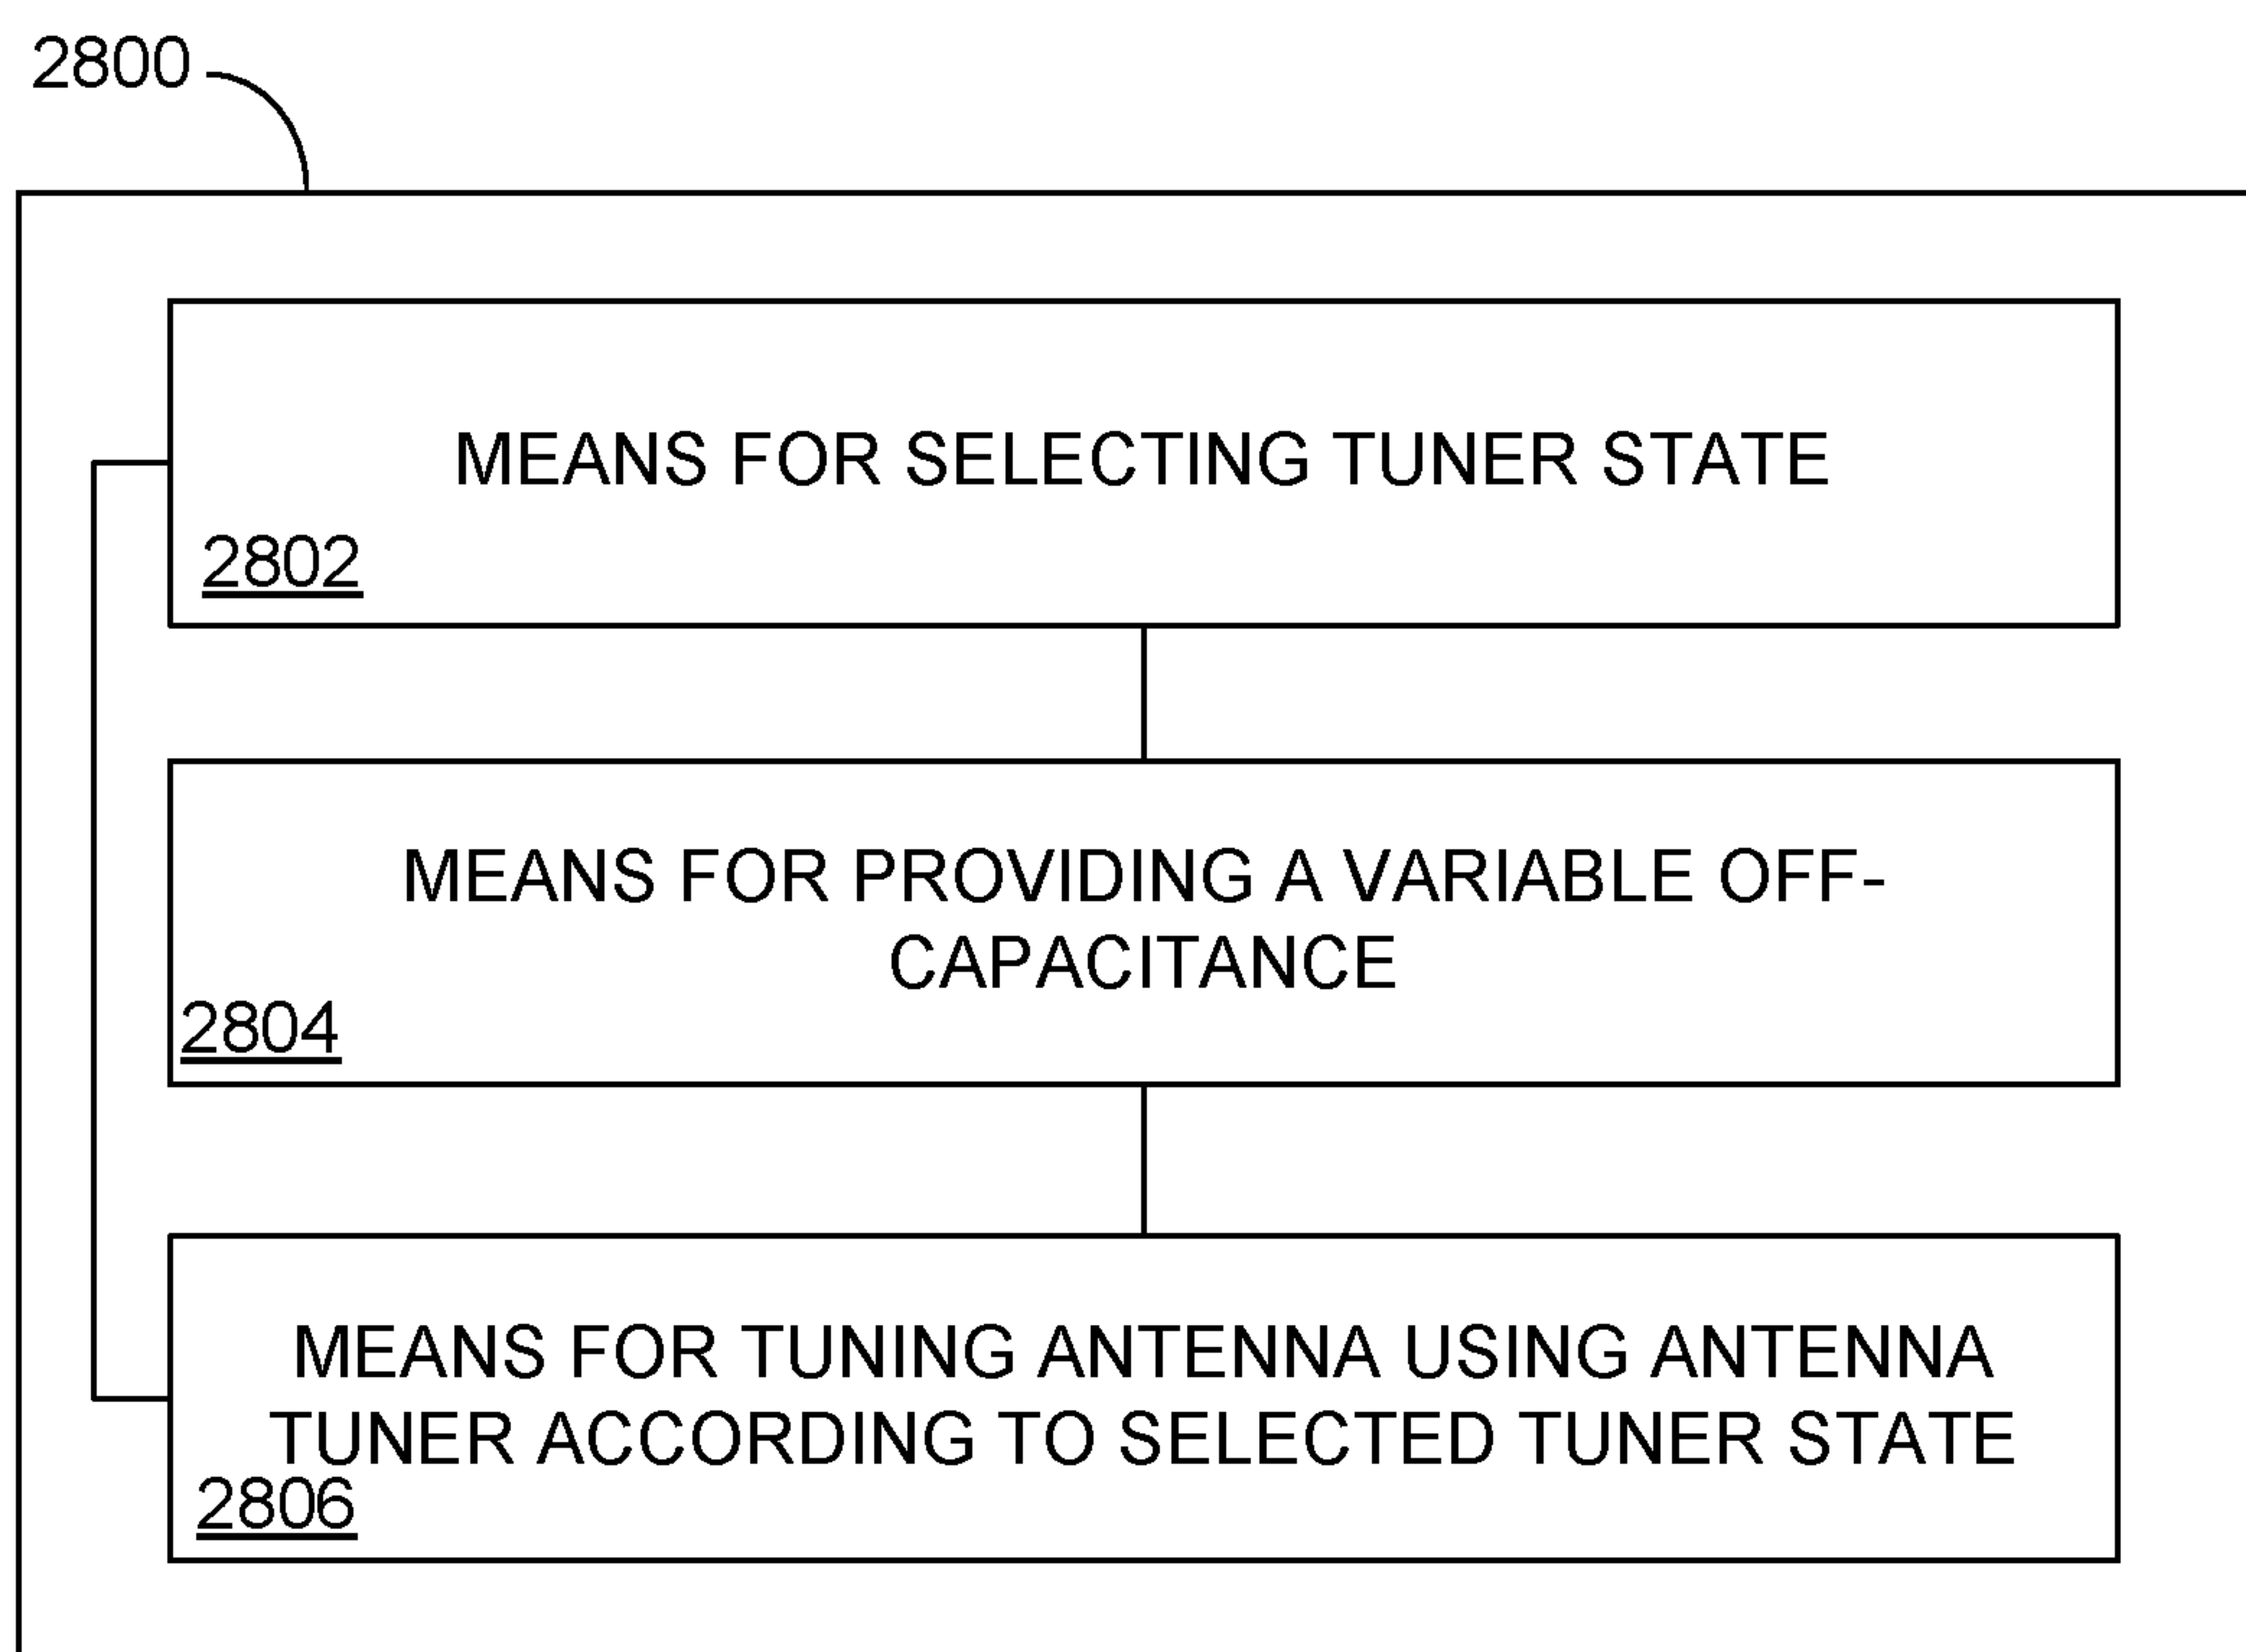 2800
MEANS FOR SELECTING TUNER STATE
2802
MEANS FOR PROVIDING A VARIABLE OFF-
CAPACITANCE
2804
MEANS FOR TUNING ANTENNA USING ANTENNA
TUNER ACCORDING TO SELECTED TUNER STATE
2806